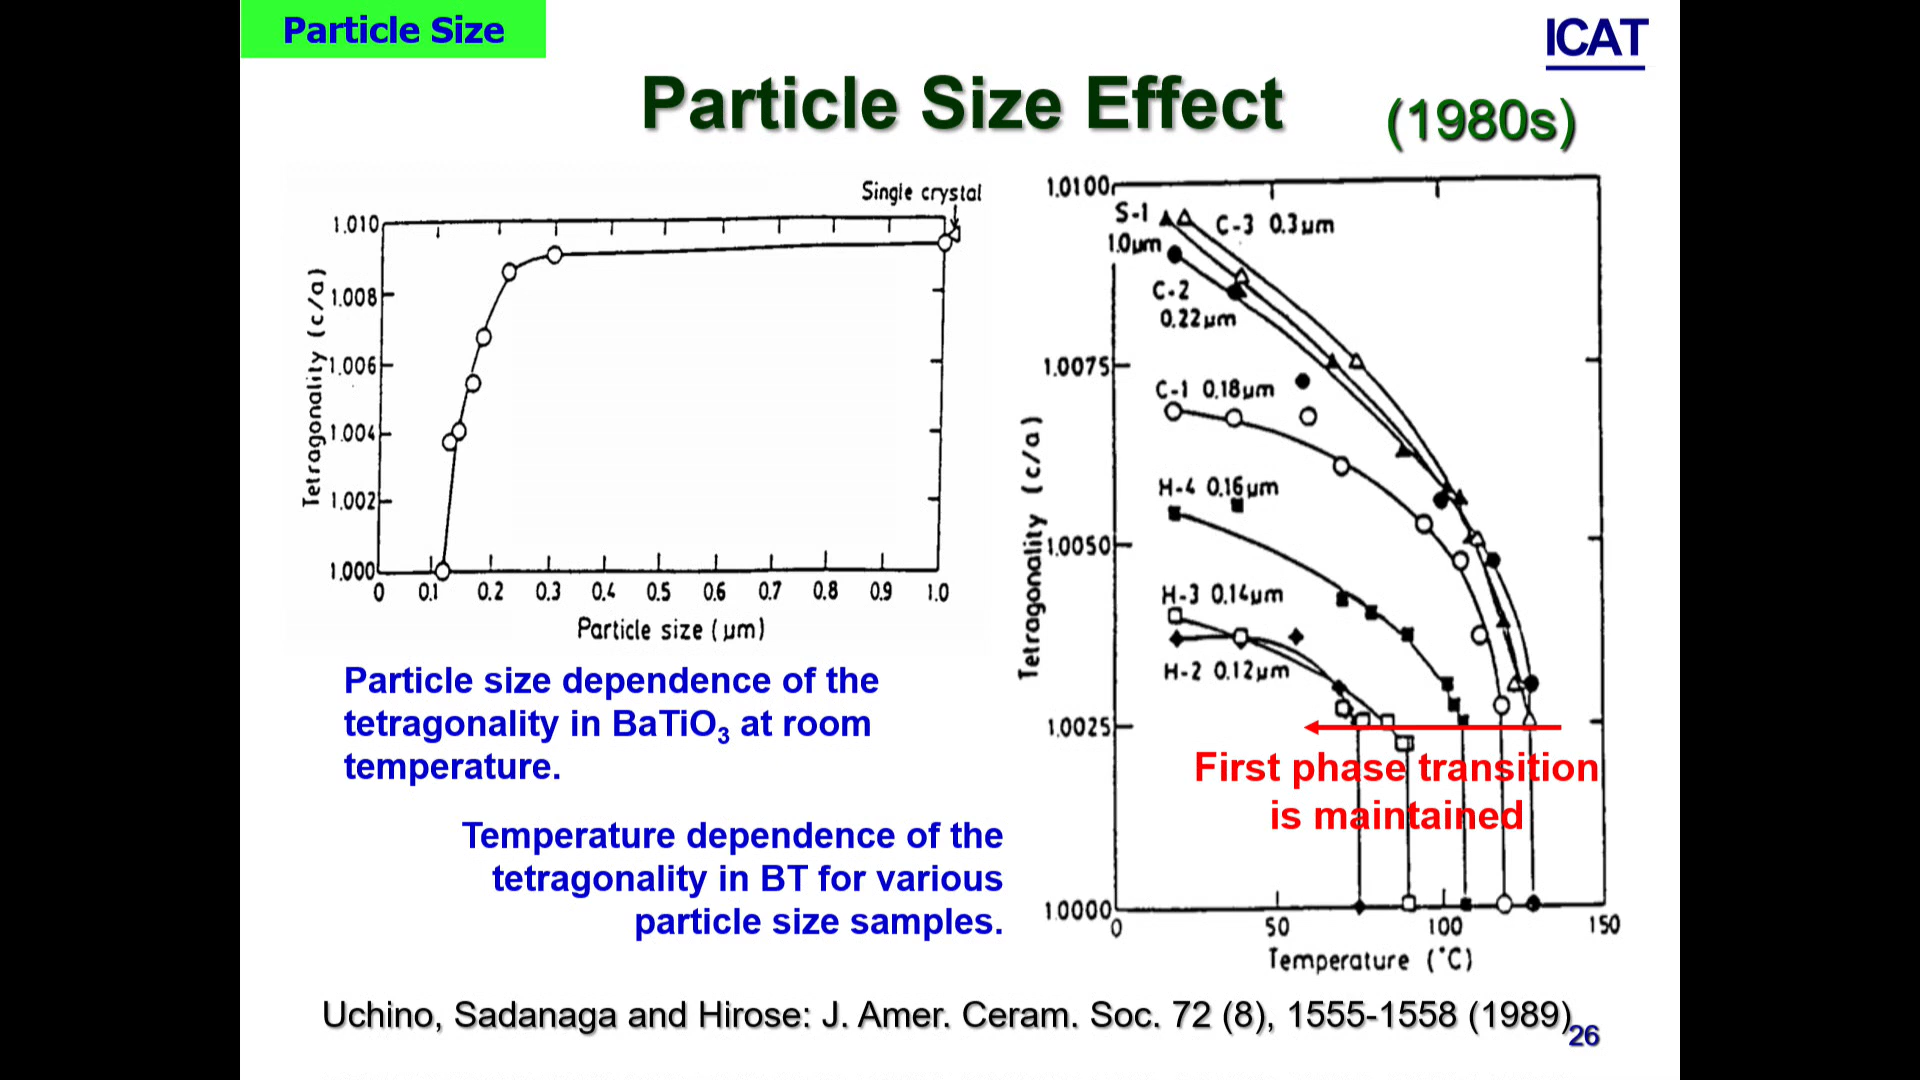 Particle Size
ICAT
Particle Size Effect
(1980s)
Single crystal
1.010
1.008
1.006
1.004
1.002
1.000
Tetragonality (c/a)
0 0.1 0.2 0.3 0.4 0.5 0.6 0.7 0.8 0.9 1.0
Particle size (μm)
Particle size dependence of the
tetragonality in BaTiO₃ at room
temperature.
Temperature dependence of the
tetragonality in BT for various
particle size samples.
1.0100
1.0075
1.0050
1.0025
1.0000
Tetragonality (c/a)
S-1
1.0μm
C-3 0.3μm
C-2
0.22μm
C-1 0.18μm
H-4 0.16μm
H-3 0.14μm
H-2 0.12μm
First phase transition
is maintained
0 50 100 150
Temperature (°C)
Uchino, Sadanaga and Hirose: J. Amer. Ceram. Soc. 72 (8), 1555-1558 (1989)
26